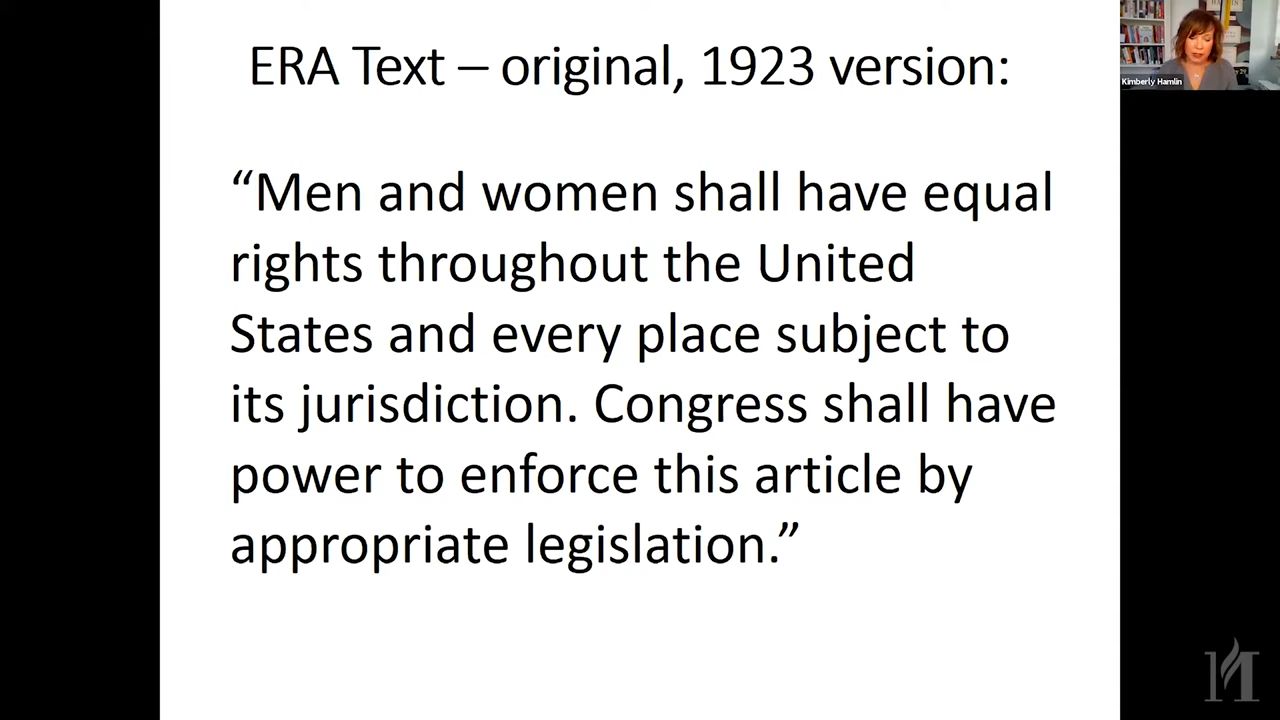 ERA Text – original, 1923 version:
“Men and women shall have equal
rights throughout the United
States and every place subject to
its jurisdiction. Congress shall have
power to enforce this article by
appropriate legislation.”
Kimberly Hamlin